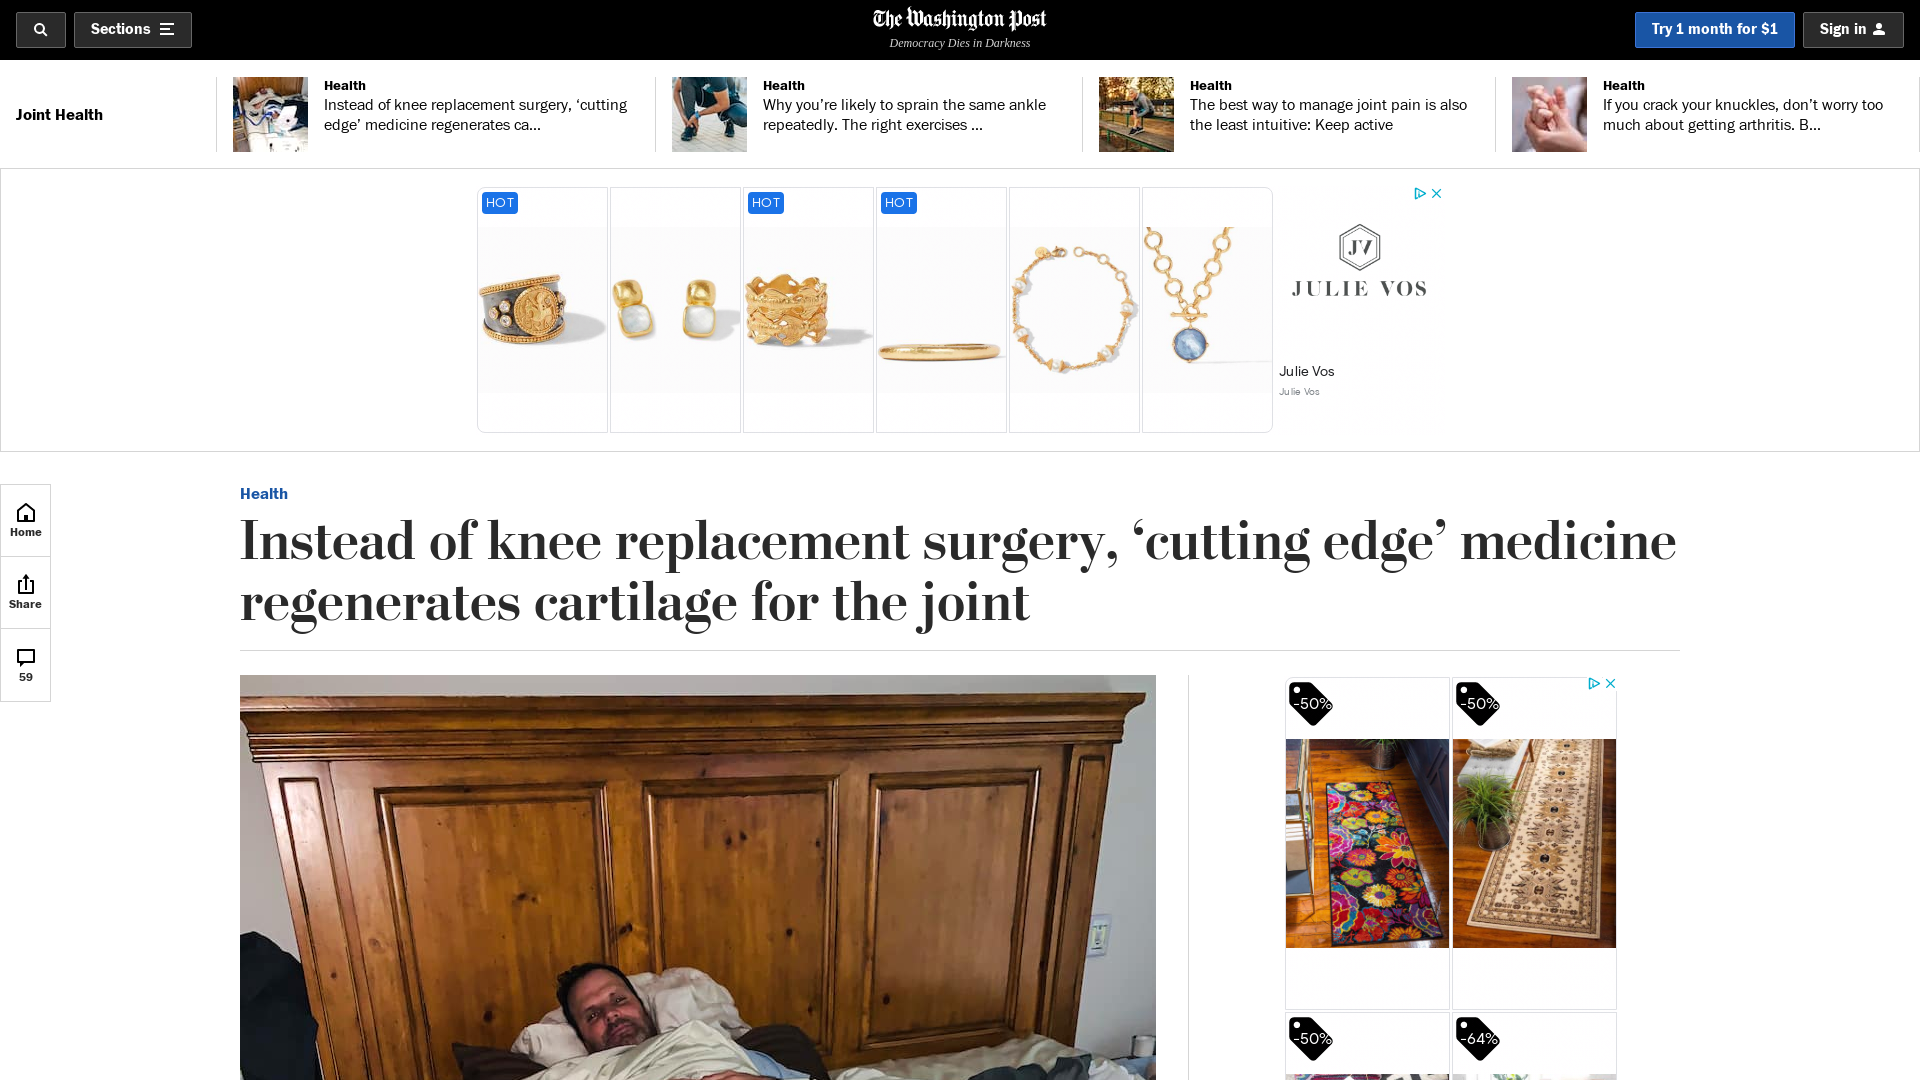 Sections
The Washington Post
Democracy Dies in Darkness
Try 1 month for $1
Sign in
Joint Health
Health
Instead of knee replacement surgery, ‘cutting
edge’ medicine regenerates ca...
Health
Why you’re likely to sprain the same ankle
repeatedly. The right exercises ...
Health
The best way to manage joint pain is also
the least intuitive: Keep active
Health
If you crack your knuckles, don’t worry too
much about getting arthritis. B...
HOT
HOT
HOT
JV
JULIE VOS
Julie Vos
Julie Vos
Home
Share
59
Health
Instead of knee replacement surgery, ‘cutting edge’ medicine
regenerates cartilage for the joint
-50%
-50%
-50%
-64%